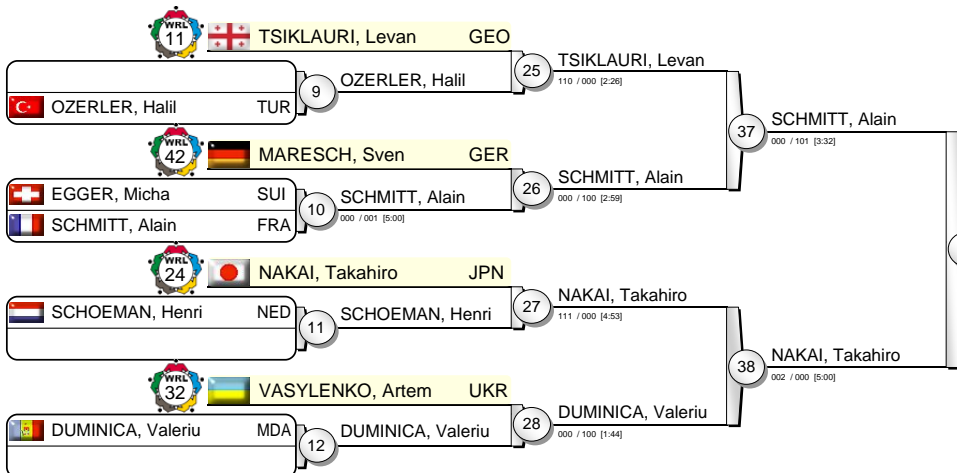 WRL
11
TSIKLAURI, Levan GEO
25
TSIKLAURI, Levan
110 / 000 [2:26]
OZERLER, Halil TUR
9
OZERLER, Halil
37
SCHMITT, Alain
000 / 101 [3:32]
WRL
42
MARESCH, Sven GER
26
SCHMITT, Alain
000 / 100 [2:59]
EGGER, Micha SUI
SCHMITT, Alain FRA
10
SCHMITT, Alain
000 / 001 [5:00]
WRL
24
NAKAI, Takahiro JPN
27
NAKAI, Takahiro
111 / 000 [4:53]
SCHOEMAN, Henri NED
11
SCHOEMAN, Henri
38
NAKAI, Takahiro
002 / 000 [5:00]
WRL
32
VASYLENKO, Artem UKR
28
DUMINICA, Valeriu
000 / 100 [1:44]
DUMINICA, Valeriu MDA
12
DUMINICA, Valeriu